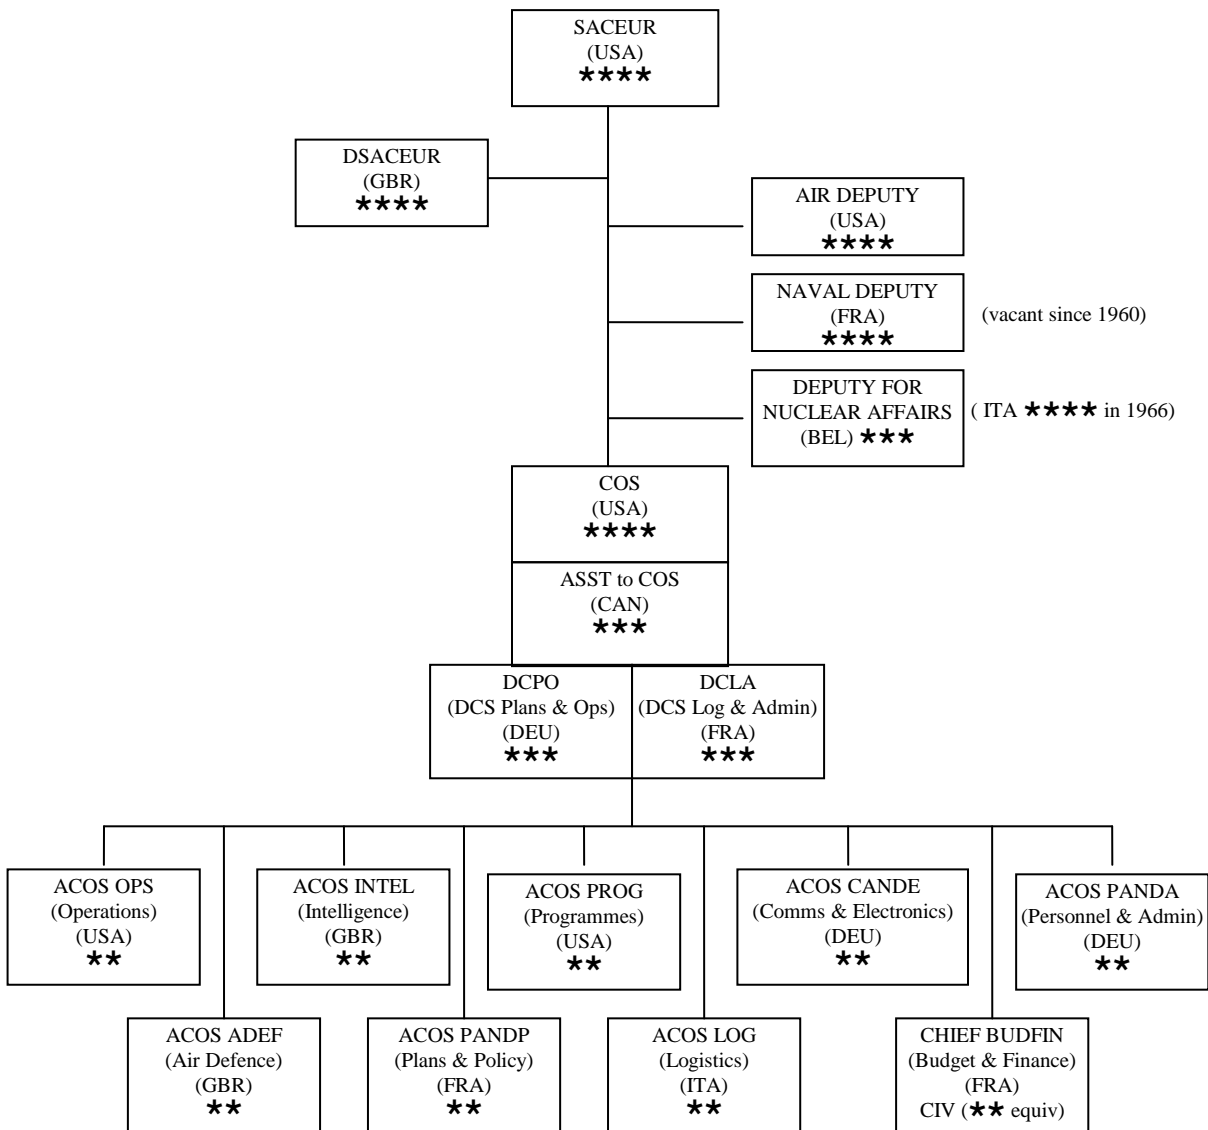 SACEUR
(USA)
★★★★
DSACEUR
(GBR)
★★★★
AIR DEPUTY
(USA)
★★★★
NAVAL DEPUTY
(FRA)
★★★★
(vacant since 1960)
DEPUTY FOR
NUCLEAR AFFAIRS
(BEL) ★★★
( ITA ★★★★ in 1966)
COS
(USA)
★★★★
ASST to COS
(CAN)
★★★
DCPO
(DCS Plans & Ops)
(DEU)
★★★
DCLA
(DCS Log & Admin)
(FRA)
★★★
ACOS OPS
(Operations)
(USA)
★★
ACOS INTEL
(Intelligence)
(GBR)
★★
ACOS PROG
(Programmes)
(USA)
★★
ACOS CANDE
(Comms & Electronics)
(DEU)
★★
ACOS PANDA
(Personnel & Admin)
(DEU)
★★
ACOS ADEF
(Air Defence)
(GBR)
★★
ACOS PANDP
(Plans & Policy)
(FRA)
★★
ACOS LOG
(Logistics)
(ITA)
★★
CHIEF BUDFIN
(Budget & Finance)
(FRA)
CIV (★★ equiv)